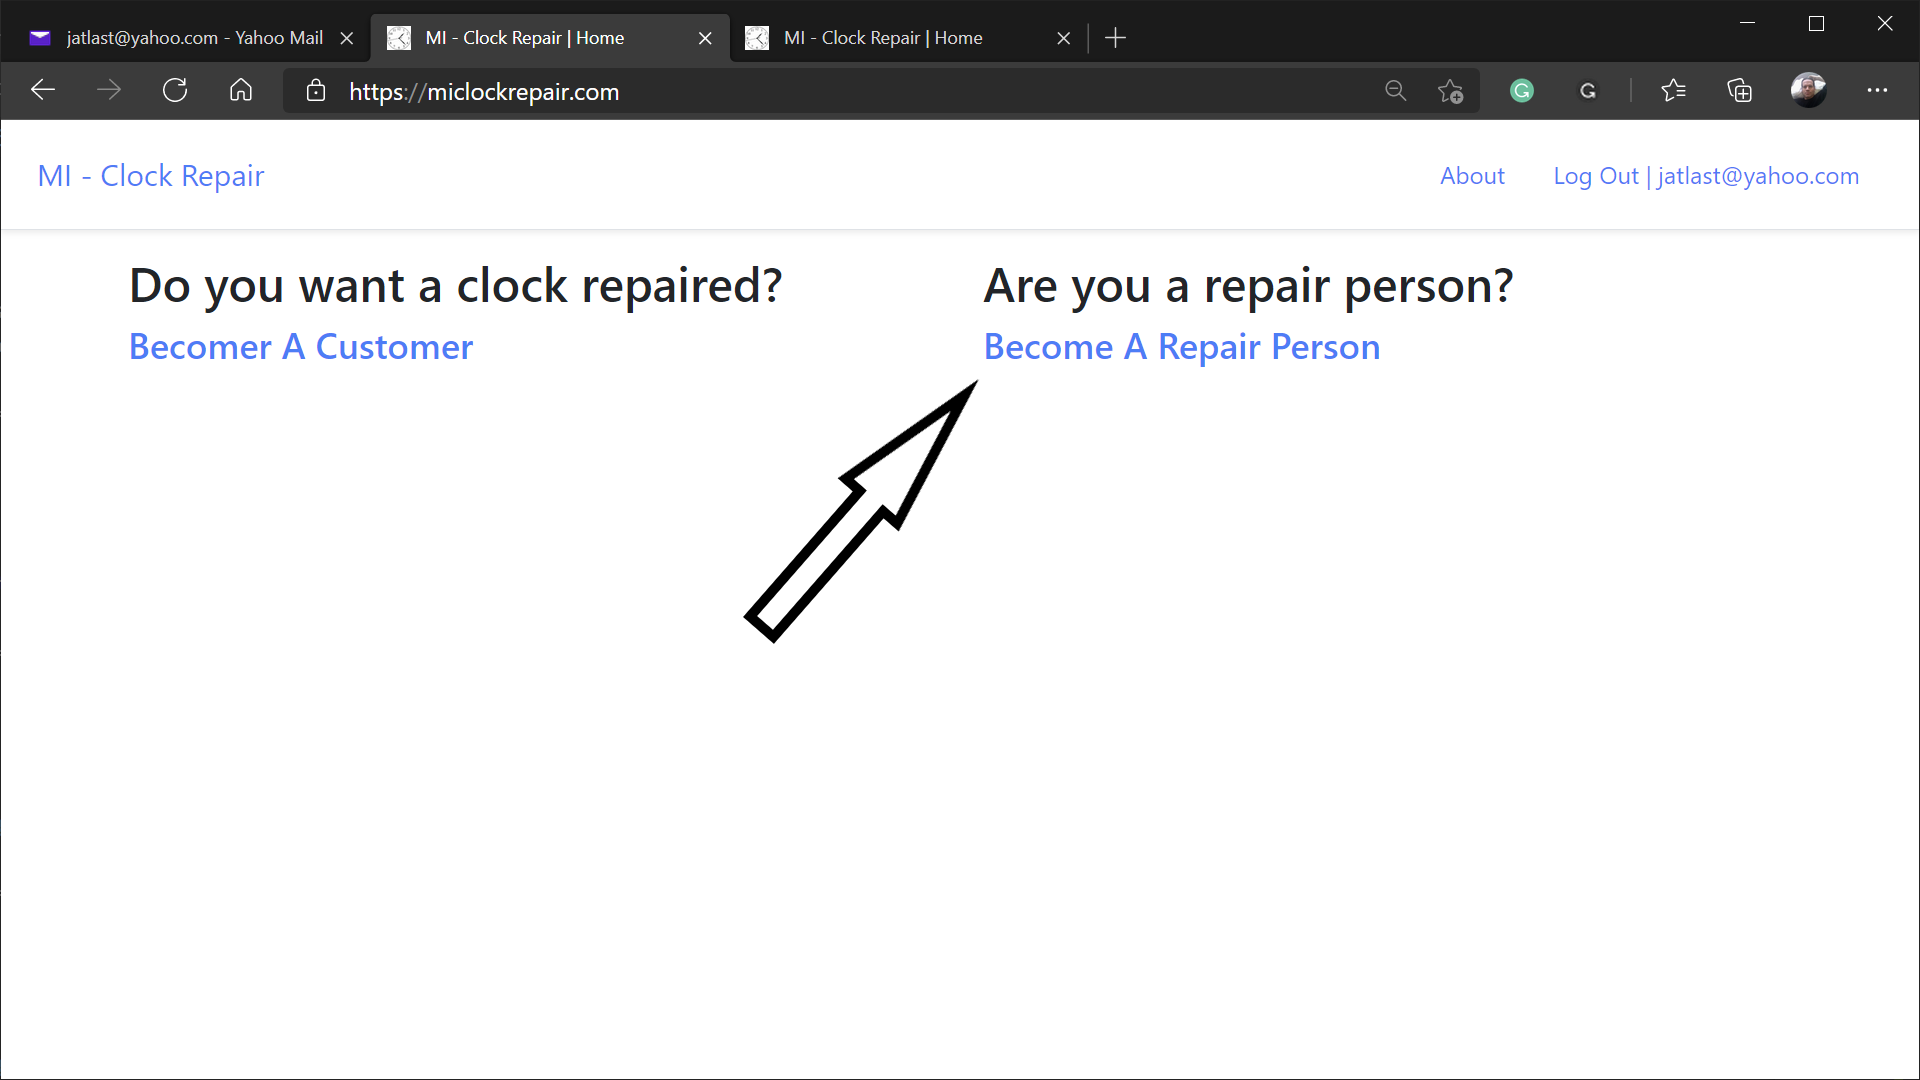 jatlast@yahoo.com - Yahoo Mail
MI - Clock Repair | Home
MI - Clock Repair | Home
https://miclockrepair.com
MI - Clock Repair
About
Log Out | jatlast@yahoo.com
Do you want a clock repaired?
Becomer A Customer
Are you a repair person?
Become A Repair Person